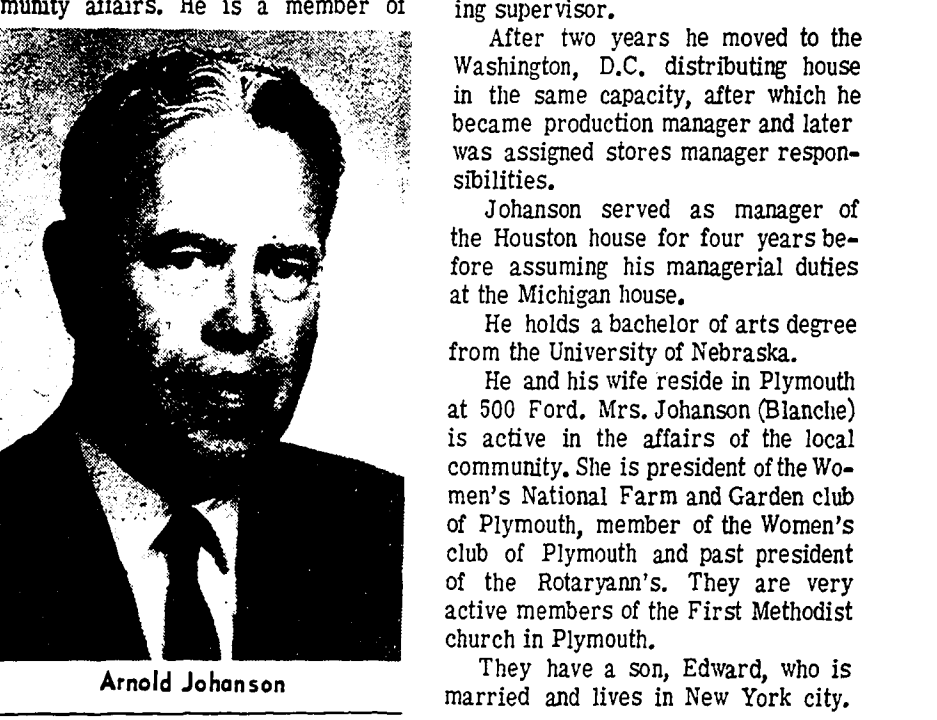 munity affairs. He is a member of
Arnold Johanson
ing supervisor.
After two years he moved to the
Washington, D.C. distributing house
in the same capacity, after which he
became production manager and later
was assigned stores manager respon-
sibilities.
Johanson served as manager of
the Houston house for four years be-
fore assuming his managerial duties
at the Michigan house.
He holds a bachelor of arts degree
from the University of Nebraska.
He and his wife reside in Plymouth
at 500 Ford. Mrs. Johanson (Blanche)
is active in the affairs of the local
community. She is president of the Wo-
men's National Farm and Garden club
of Plymouth, member of the Women's
club of Plymouth and past president
of the Rotaryann's. They are very
active members of the First Methodist
church in Plymouth.
They have a son, Edward, who is
married and lives in New York city.